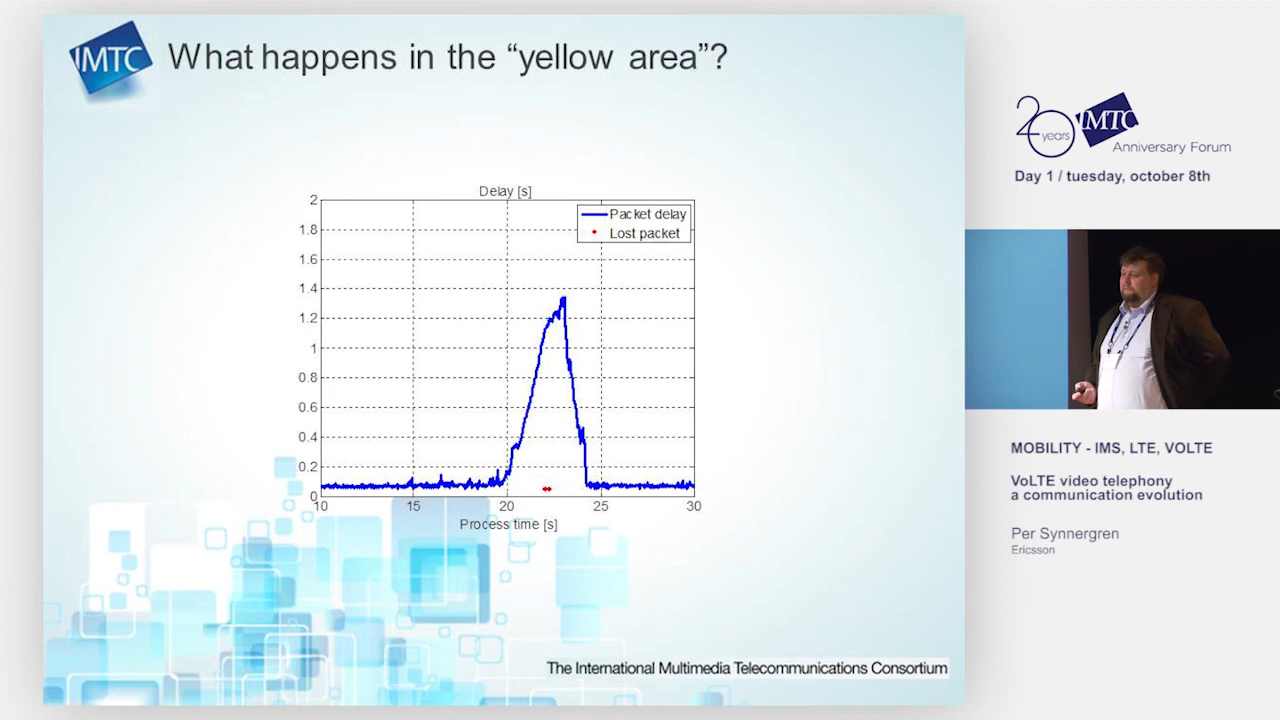 IMTC
What happens in the “yellow area”?
Delay [s]
Packet delay
Lost packet
2
1.8
1.6
1.4
1.2
1
0.8
0.6
0.4
0.2
0
10
15
20
25
30
Process time [s]
The International Multimedia Telecommunications Consortium
20 years IMTC
Anniversary Forum
Day 1 / tuesday, october 8th
MOBILITY - IMS, LTE, VOLTE
VoLTE video telephony
a communication evolution
Per Synnergren
Ericsson